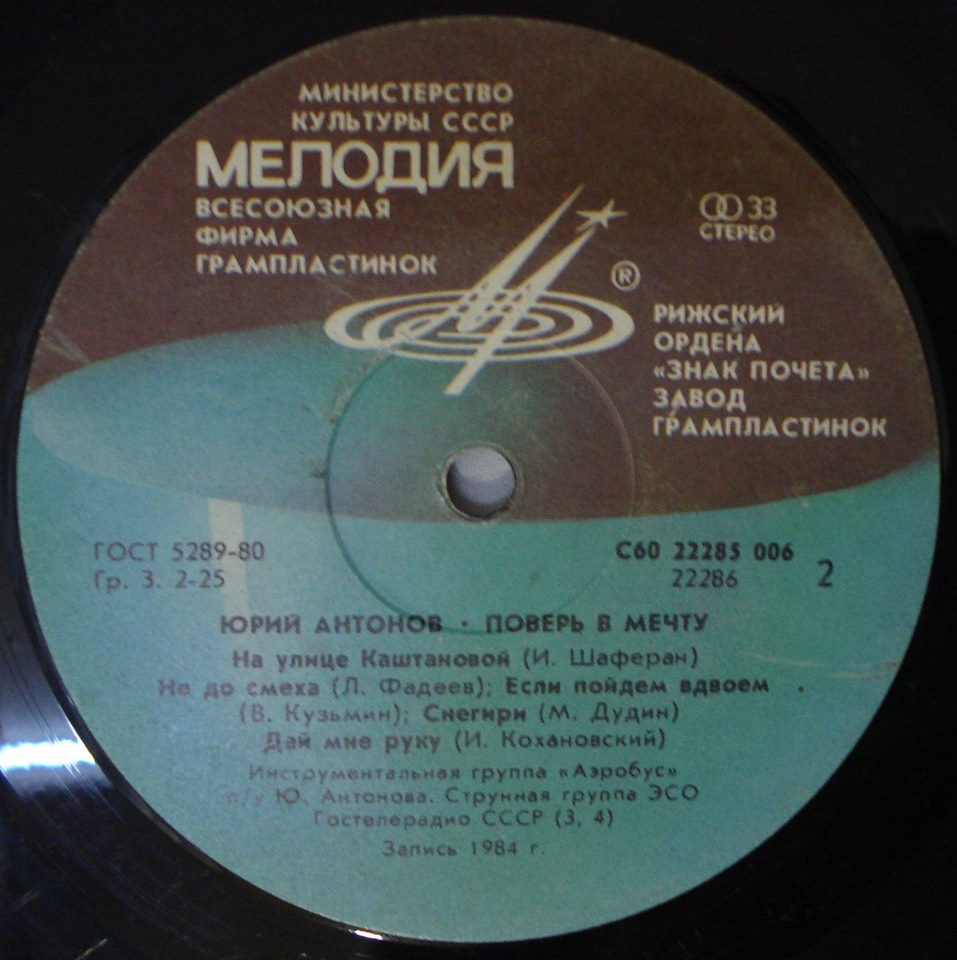 МИНИСТЕРСТВО
КУЛЬТУРЫ СССР
МЕЛОДИЯ
ВСЕСОЮЗНАЯ
ФИРМА
ГРАМПЛАСТИНОК
33
СТЕРЕО
®
РИЖСКИЙ
ОРДЕНА
«ЗНАК ПОЧЕТА»
ЗАВОД
ГРАМПЛАСТИНОК
ГОСТ 5289-80
Гр. 3. 2-25
С60 22285 006
22286
2
ЮРИЙ АНТОНОВ · ПОВЕРЬ В МЕЧТУ
На улице Каштановой (И. Шаферан)
Не до смеха (Л. Фадеев); Если пойдем вдвоем
(В. Кузьмин); Снегири (М. Дудин)
Дай мне руку (И. Кохановский)
Инструментальная группа «Аэробус»
п/у Ю. Антонова. Струнная группа ЭСО
Гостелерадио СССР (3, 4)
Запись 1984 г.